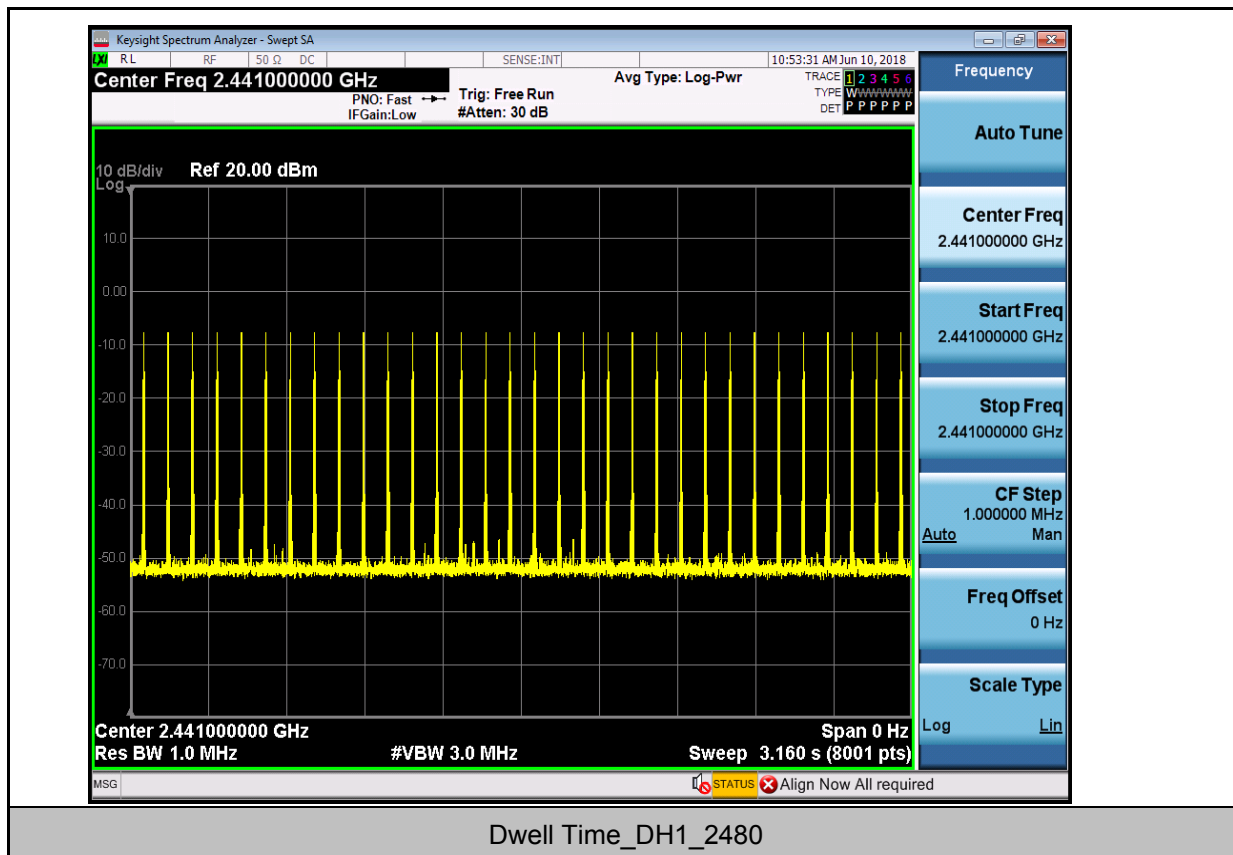 Keysight Spectrum Analyzer - Swept SA
LXI RL RF 50 Ω DC SENSE:INT 10:53:31 AM Jun 10, 2018
Center Freq 2.441000000 GHz
PNO: Fast
IFGain:Low
Trig: Free Run
#Atten: 30 dB
Avg Type: Log-Pwr
TRACE 1 2 3 4 5 6
TYPE WWWWWW
DET P P P P P P
10 dB/div Ref 20.00 dBm
Log
10.0
0.00
-10.0
-20.0
-30.0
-40.0
-50.0
-60.0
-70.0
Center 2.441000000 GHz Span 0 Hz
Res BW 1.0 MHz #VBW 3.0 MHz Sweep 3.160 s (8001 pts)
MSG STATUS Align Now All required
Frequency
Auto Tune
Center Freq
2.441000000 GHz
Start Freq
2.441000000 GHz
Stop Freq
2.441000000 GHz
CF Step
1.000000 MHz
Auto Man
Freq Offset
0 Hz
Scale Type
Log Lin
Dwell Time_DH1_2480